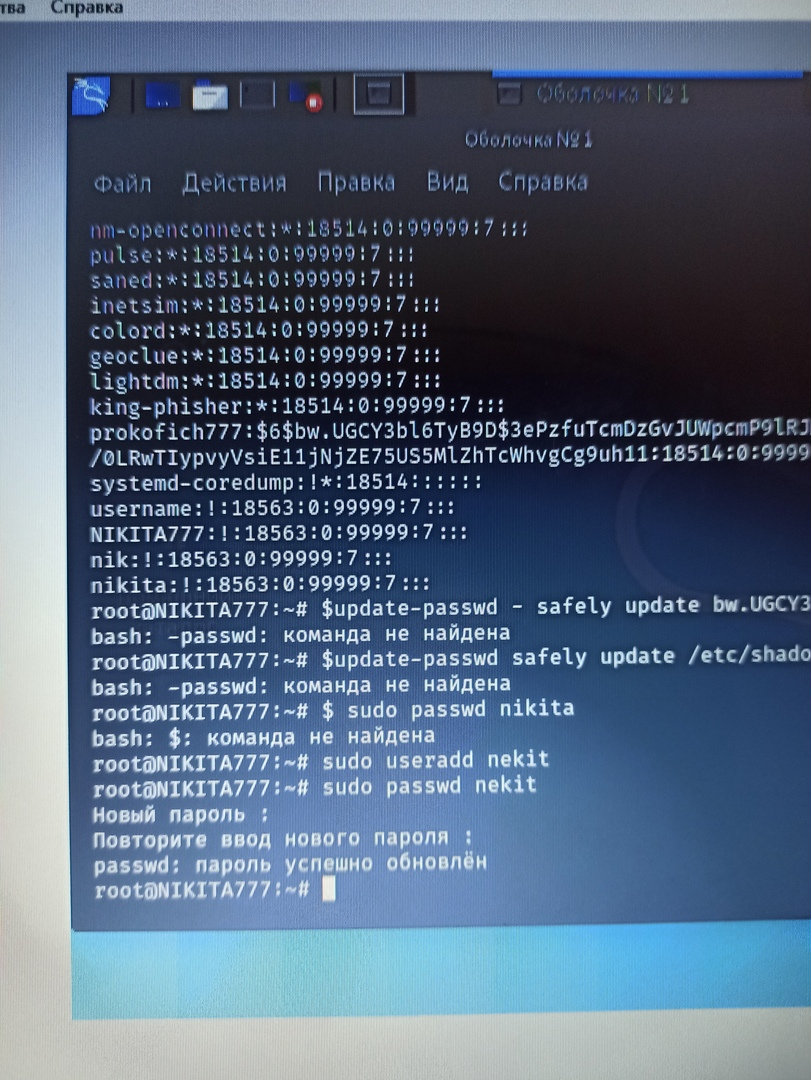 тва Справка
Оболочка №1
Оболочка №1
Файл Действия Правка Вид Справка
nm-openconnect:*:18514:0:99999:7:::
pulse:*:18514:0:99999:7:::
saned:*:18514:0:99999:7:::
inetsim:*:18514:0:99999:7:::
colord:*:18514:0:99999:7:::
geoclue:*:18514:0:99999:7:::
lightdm:*:18514:0:99999:7:::
king-phisher:*:18514:0:99999:7:::
prokofich777:$6$bw.UGCY3bl6TyB9D$3ePzfuTcmDzGvJUWpcmP9lRJ
/0LRwTIypvyVsiE11jNjZE75US5MlZhTcWhvgCg9uh11:18514:0:9999
systemd-coredump:!*:18514::::::
username:!:18563:0:99999:7:::
NIKITA777:!:18563:0:99999:7:::
nik:!:18563:0:99999:7:::
nikita:!:18563:0:99999:7:::
root@NIKITA777:~# $update-passwd - safely update bw.UGCY3
bash: -passwd: команда не найдена
root@NIKITA777:~# $update-passwd safely update /etc/shado
bash: -passwd: команда не найдена
root@NIKITA777:~# $ sudo passwd nikita
bash: $: команда не найдена
root@NIKITA777:~# sudo useradd nekit
root@NIKITA777:~# sudo passwd nekit
Новый пароль :
Повторите ввод нового пароля :
passwd: пароль успешно обновлён
root@NIKITA777:~#